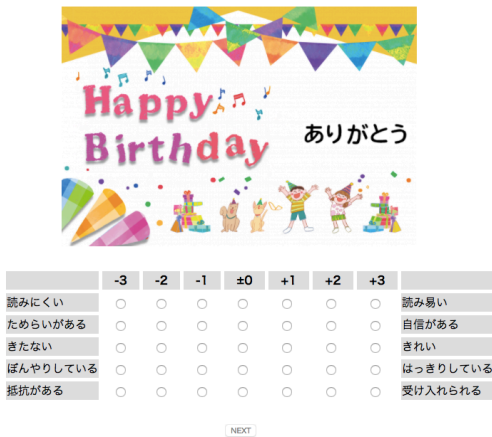 Happy
Birthday
ありがとう
-3 -2 -1 ±0 +1 +2 +3
読みにくい 読み易い
ためらいがある 自信がある
きたない きれい
ぼんやりしている はっきりしている
抵抗がある 受け入れられる
NEXT